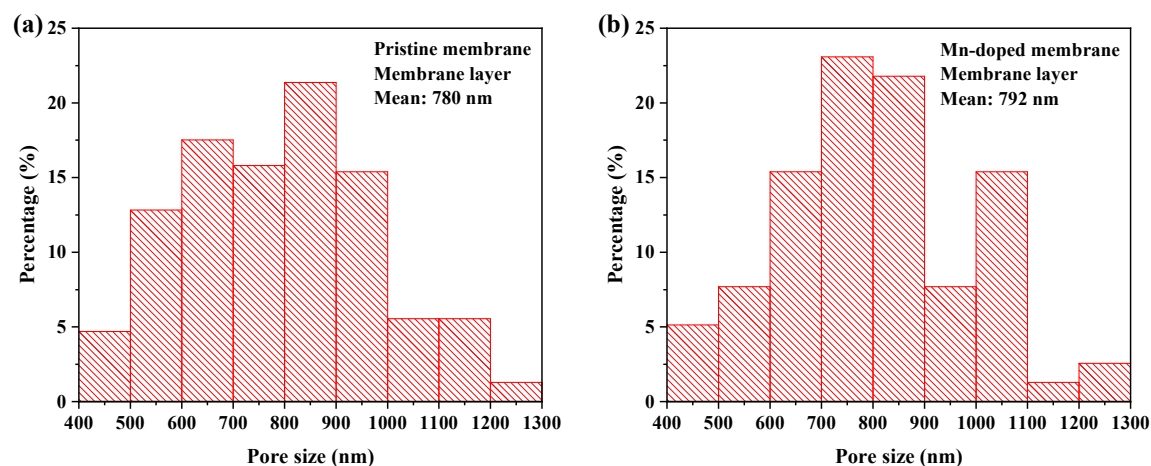 (a)
Pristine membrane
Membrane layer
Mean: 780 nm
Percentage (%)
25
20
15
10
5
0
400 500 600 700 800 900 1000 1100 1200 1300
Pore size (nm)
(b)
Mn-doped membrane
Membrane layer
Mean: 792 nm
Percentage (%)
25
20
15
10
5
0
400 500 600 700 800 900 1000 1100 1200 1300
Pore size (nm)